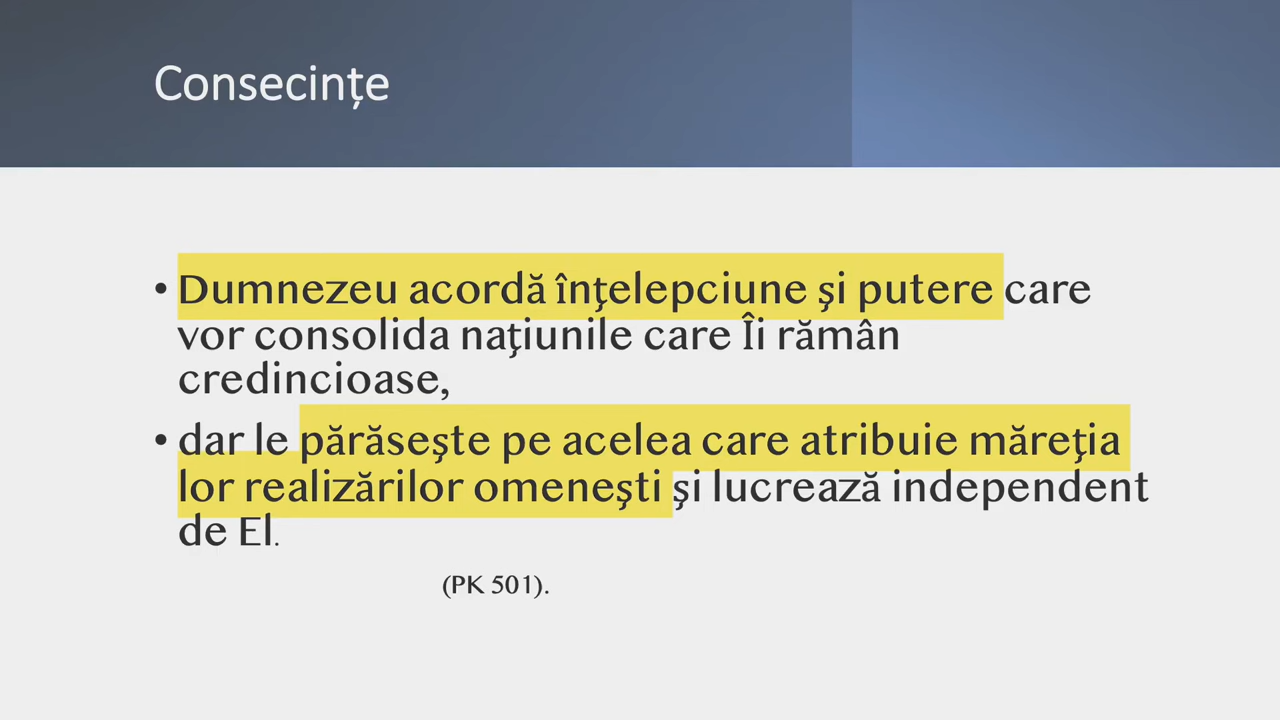 Consecințe
• Dumnezeu acordă înţelepciune şi putere care
vor consolida naţiunile care Îi rămân
credincioase,
• dar le părăseşte pe acelea care atribuie măreţia
lor realizărilor omeneşti şi lucrează independent
de El.
(PK 501).